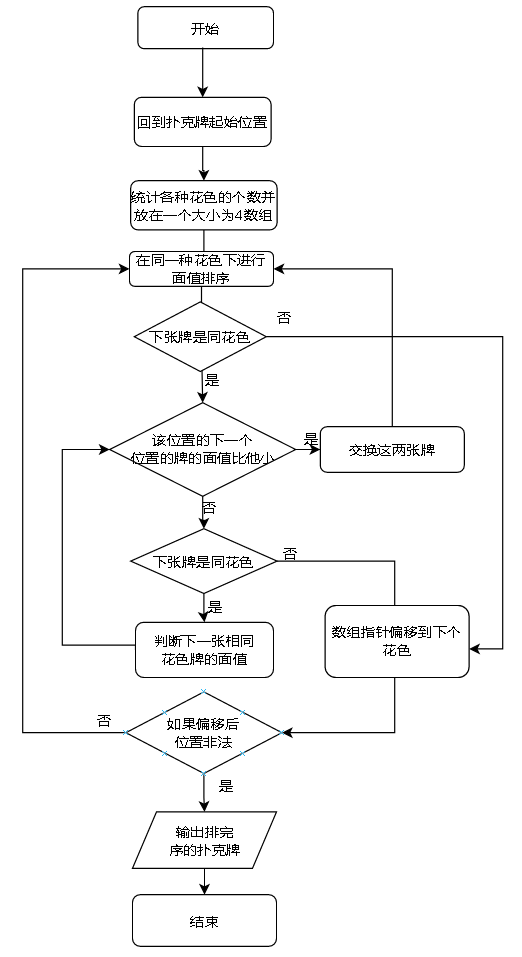 开始
回到扑克牌起始位置
统计各种花色的个数并
放在一个大小为4数组
在同一种花色下进行
面值排序
否
下张牌是同花色
是
该位置的下一个
位置的牌的面值比他小
是
交换这两张牌
否
下张牌是同花色
否
是
判断下一张相同
花色牌的面值
数组指针偏移到下个
花色
否
如果偏移后
位置非法
是
输出排完
序的扑克牌
结束